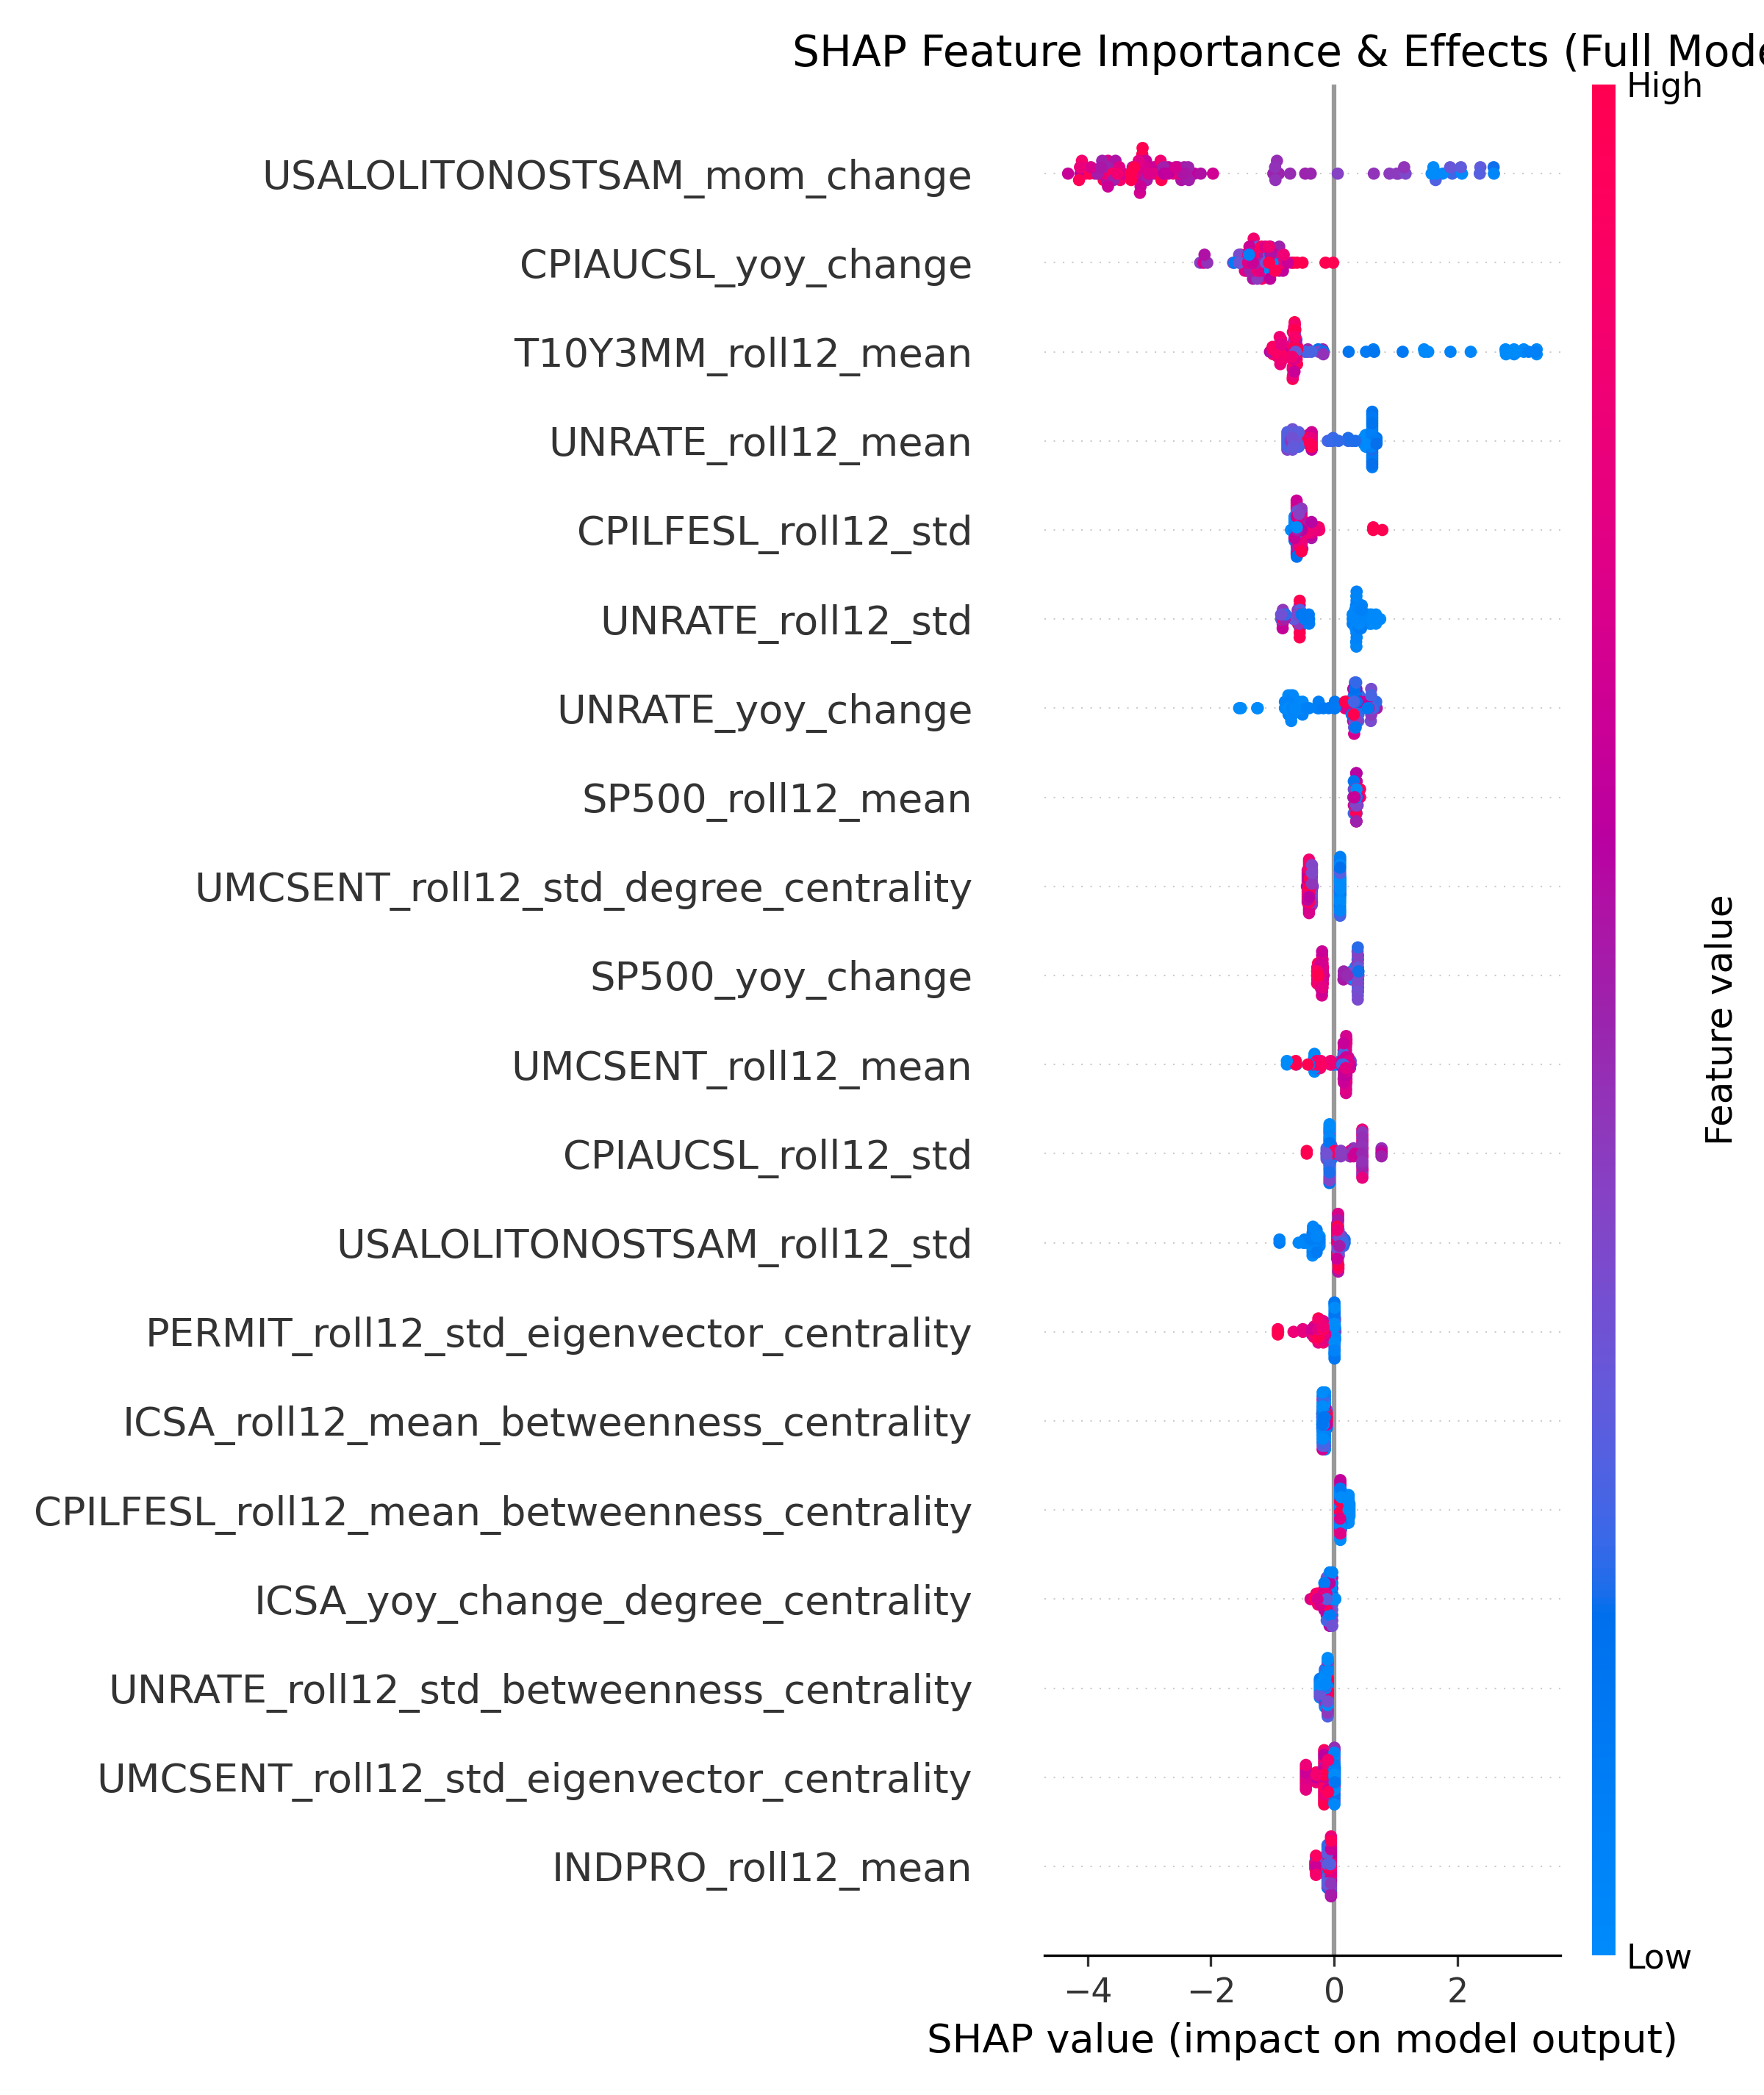 SHAP Feature Importance & Effects (Full Mode
High
USALOLITONOSTSAM_mom_change
CPIAUCSL_yoy_change
T10Y3MM_roll12_mean
UNRATE_roll12_mean
CPILFESL_roll12_std
UNRATE_roll12_std
UNRATE_yoy_change
SP500_roll12_mean
UMCSENT_roll12_std_degree_centrality
SP500_yoy_change
UMCSENT_roll12_mean
CPIAUCSL_roll12_std
USALOLITONOSTSAM_roll12_std
PERMIT_roll12_std_eigenvector_centrality
ICSA_roll12_mean_betweenness_centrality
CPILFESL_roll12_mean_betweenness_centrality
ICSA_yoy_change_degree_centrality
UNRATE_roll12_std_betweenness_centrality
UMCSENT_roll12_std_eigenvector_centrality
INDPRO_roll12_mean
Feature value
Low
−4 −2 0 2
SHAP value (impact on model output)